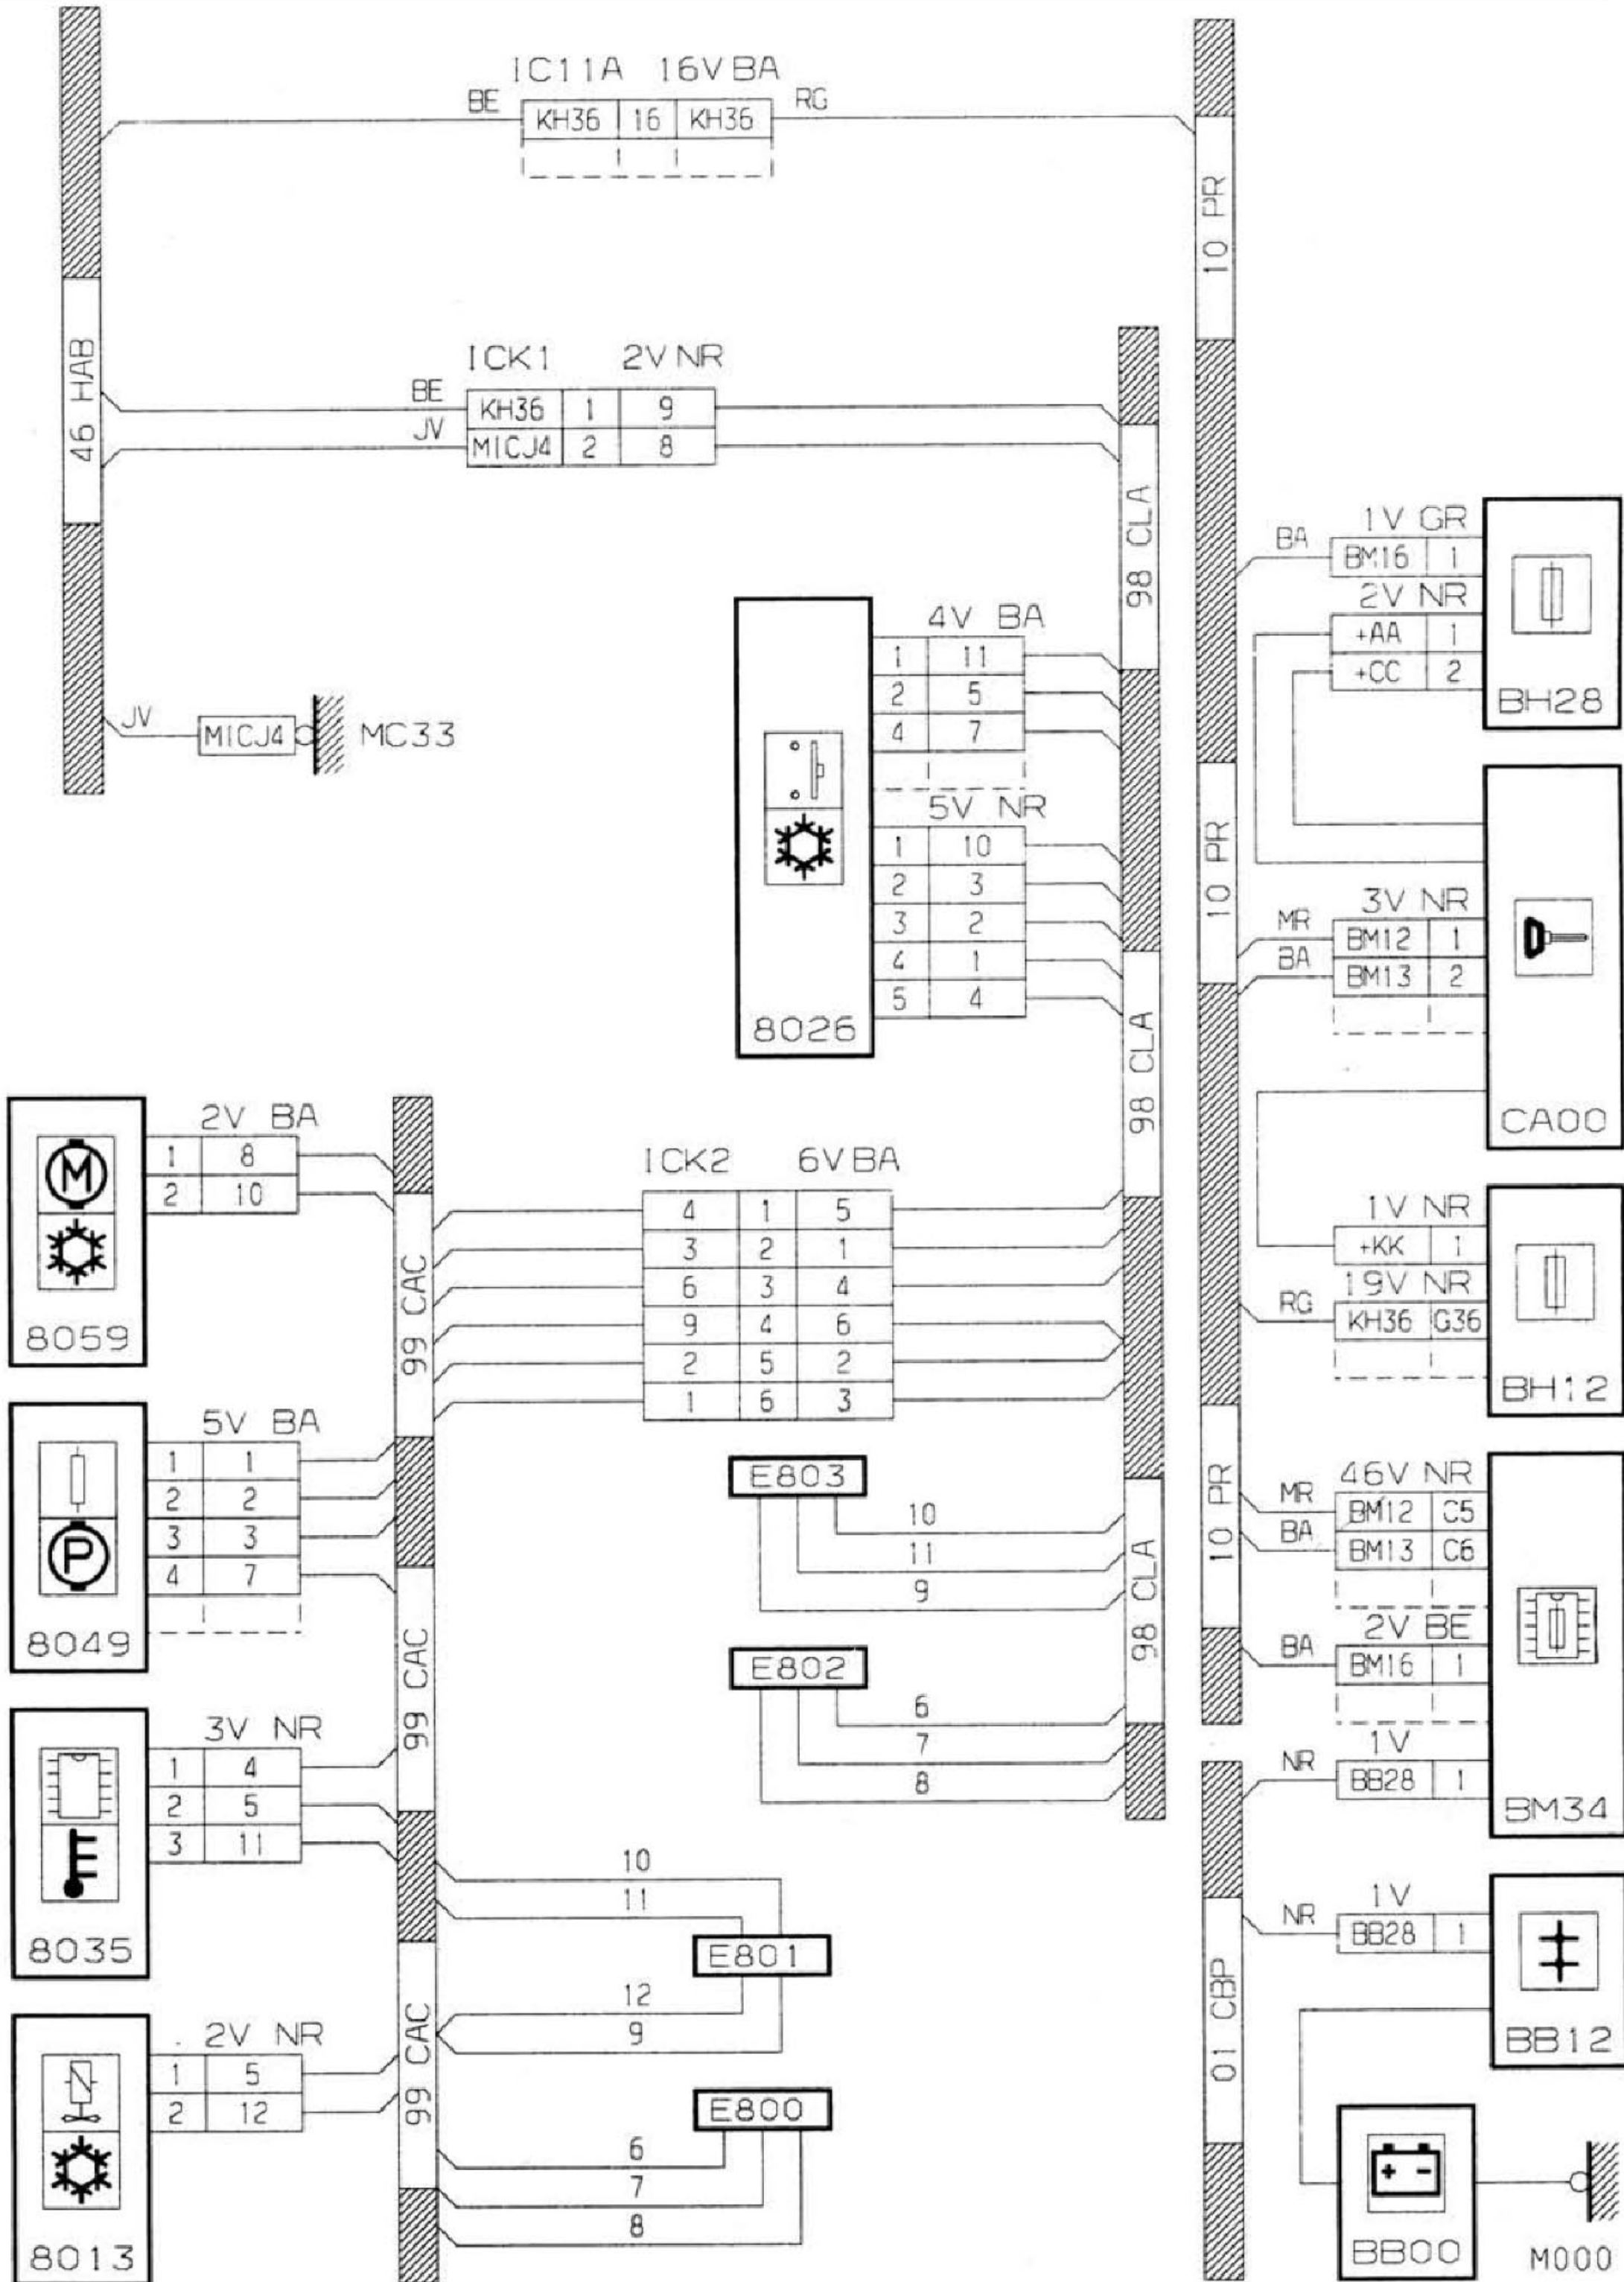 IC11A 16VBA
BE KH36 16 KH36 RG
10 PR
46 HAB
ICK1 2V NR
BE KH36 1 9
JV MICJ4 2 8
98 CLA
JV MICJ4 MC33
4V BA
1 11
2 5
4 7
5V NR
1 10
2 3
3 2
4 1
5 4
8026
98 CLA
1V GR
BA BM16 1
2V NR
+AA 1
+CC 2
BH28
10 PR
3V NR
MR BM12 1
BA BM13 2
CA00
1V NR
+KK 1
19V NR
RG KH36 G36
BH12
10 PR
46V NR
MR BM12 C5
BA BM13 C6
2V BE
BA BM16 1
1V
NR BB28 1
BM34
1V
NR BB28 1
BB12
01 CBP
+ -
BB00
M000
2V BA
1 8
2 10
M
8059
99 CAC
ICK2 6VBA
4 1 5
3 2 1
6 3 4
9 4 6
2 5 2
1 6 3
5V BA
1 1
2 2
3 3
4 7
P
8049
99 CAC
E803
10
11
9
98 CLA
E802
6
7
8
3V NR
1 4
2 5
3 11
8035
10
11
E801
12
9
99 CAC
2V NR
1 5
2 12
8013
E800
6
7
8